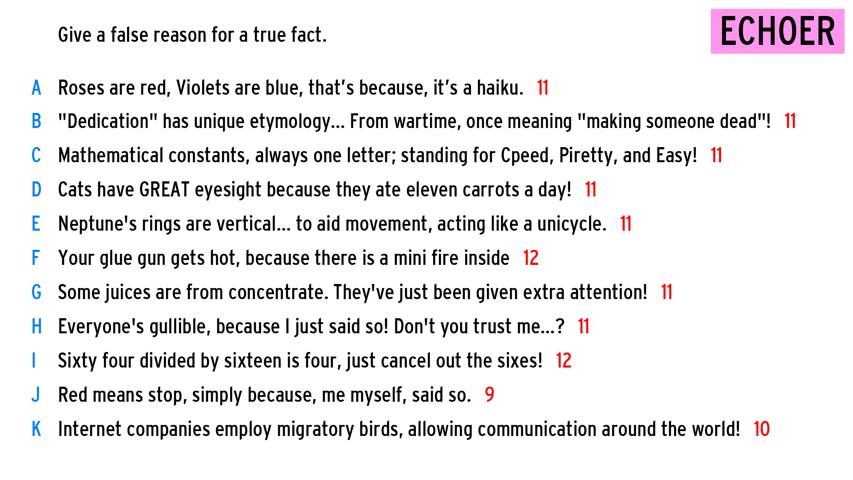 Give a false reason for a true fact.
ECHOER
A Roses are red, Violets are blue, that's because, it's a haiku. 11
B "Dedication" has unique etymology... From wartime, once meaning "making someone dead"! 11
C Mathematical constants, always one letter; standing for Cpeed, Piretty, and Easy! 11
D Cats have GREAT eyesight because they ate eleven carrots a day! 11
E Neptune's rings are vertical... to aid movement, acting like a unicycle. 11
F Your glue gun gets hot, because there is a mini fire inside 12
G Some juices are from concentrate. They've just been given extra attention! 11
H Everyone's gullible, because I just said so! Don't you trust me...? 11
I Sixty four divided by sixteen is four, just cancel out the sixes! 12
J Red means stop, simply because, me myself, said so. 9
K Internet companies employ migratory birds, allowing communication around the world! 10